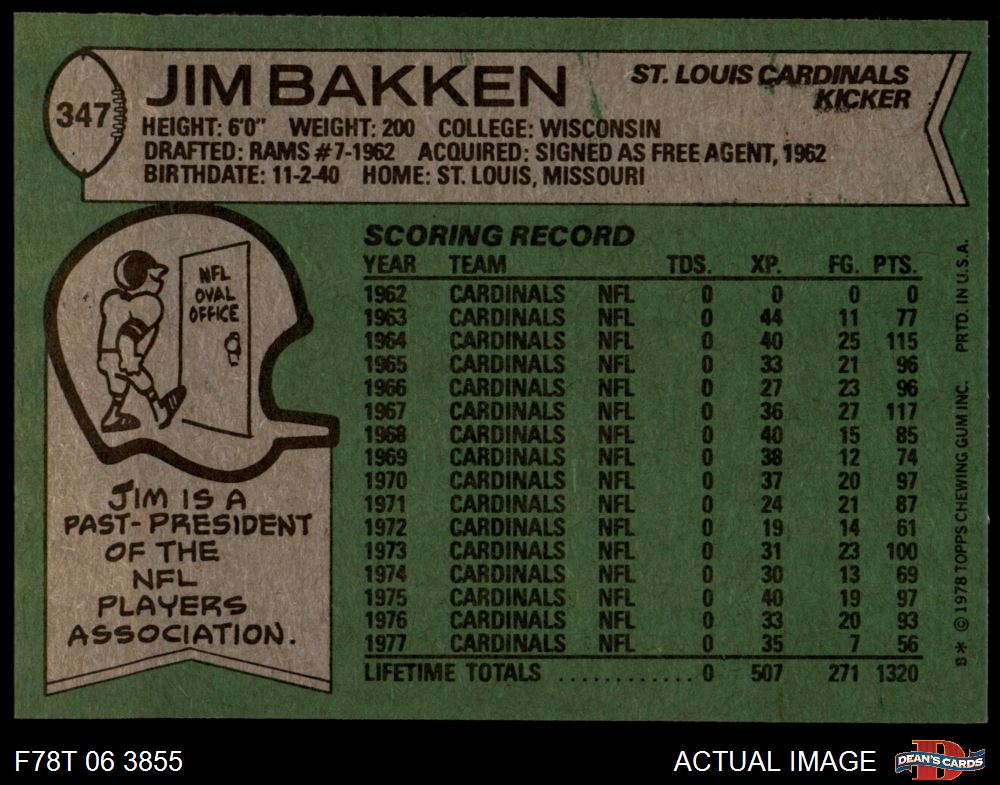 347
JIM BAKKEN
ST. LOUIS CARDINALS
KICKER
HEIGHT: 6'0" WEIGHT: 200 COLLEGE: WISCONSIN
DRAFTED: RAMS #7-1962 ACQUIRED: SIGNED AS FREE AGENT, 1962
BIRTHDATE: 11-2-40 HOME: ST. LOUIS, MISSOURI
NFL
OVAL
OFFICE
JIM IS A
PAST-PRESIDENT
OF THE
NFL
PLAYERS
ASSOCIATION.
SCORING RECORD
YEAR TEAM TDS. XP. FG. PTS.
1962 CARDINALS NFL 0 0 0 0
1963 CARDINALS NFL 0 44 11 77
1964 CARDINALS NFL 0 40 25 115
1965 CARDINALS NFL 0 33 21 96
1966 CARDINALS NFL 0 27 23 96
1967 CARDINALS NFL 0 36 27 117
1968 CARDINALS NFL 0 40 15 85
1969 CARDINALS NFL 0 38 12 74
1970 CARDINALS NFL 0 37 20 97
1971 CARDINALS NFL 0 24 21 87
1972 CARDINALS NFL 0 19 14 61
1973 CARDINALS NFL 0 31 23 100
1974 CARDINALS NFL 0 30 13 69
1975 CARDINALS NFL 0 40 19 97
1976 CARDINALS NFL 0 33 20 93
1977 CARDINALS NFL 0 35 7 56
LIFETIME TOTALS ............ 0 507 271 1320
B* © 1978 TOPPS CHEWING GUM INC. PRTD. IN U.S.A.
F78T 06 3855
ACTUAL IMAGE
D
DEAN'S CARDS